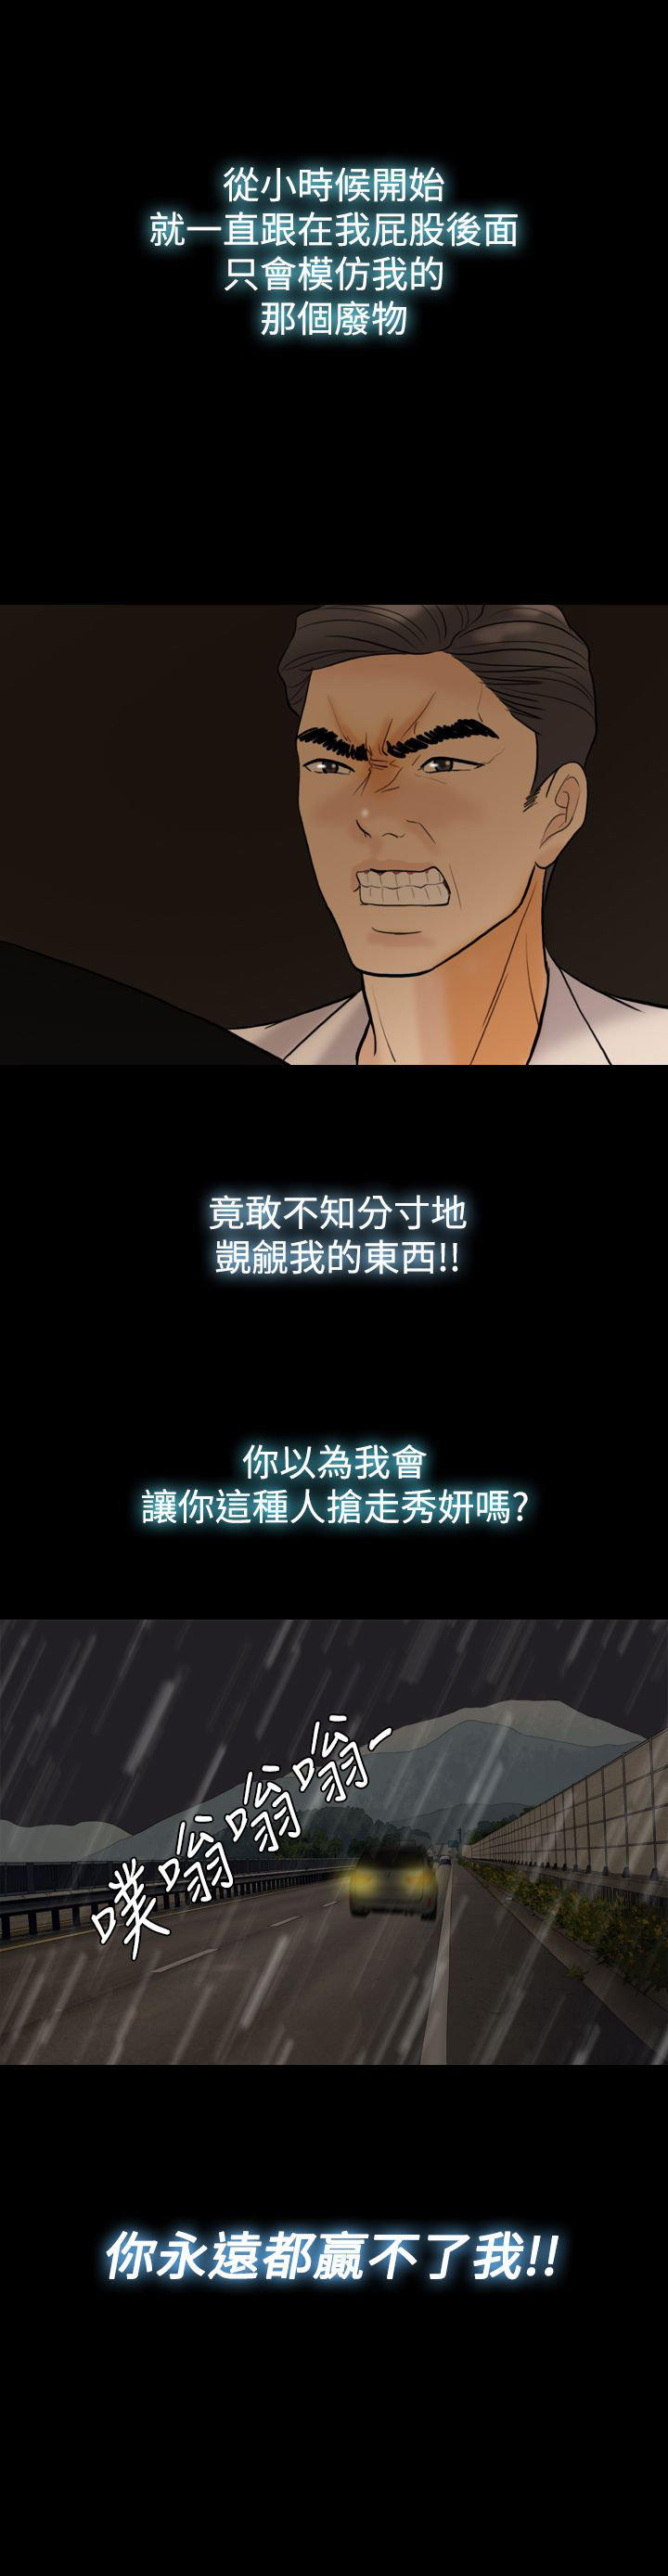 從小時候開始
就一直跟在我屁股後面
只會模仿我的
那個廢物
竟敢不知分寸地
覬覦我的東西!!
你以為我會
讓你這種人搶走秀妍嗎?
噗嗡嗡嗡~
你永遠都贏不了我!!